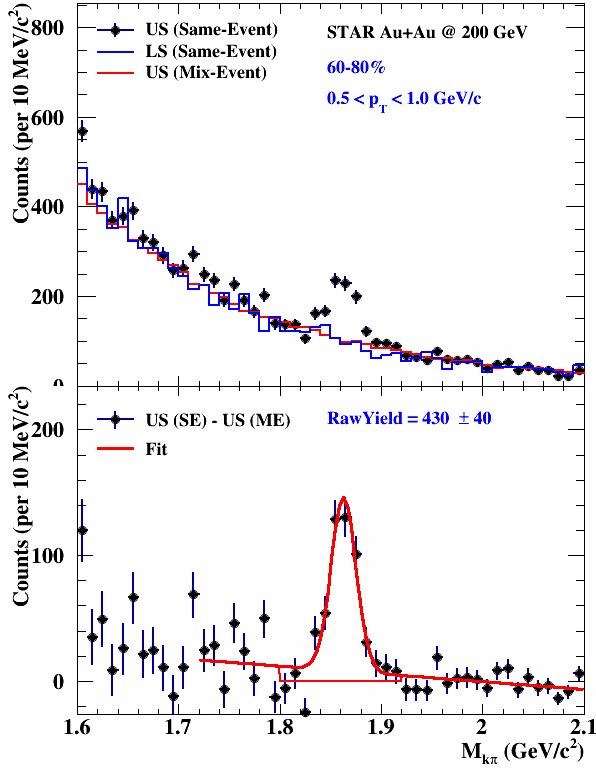 US (Same-Event)
LS (Same-Event)
US (Mix-Event)
STAR Au+Au @ 200 GeV
60-80%
0.5 < pT < 1.0 GeV/c
Counts (per 10 MeV/c²)
800
600
400
200
0
US (SE) - US (ME)
Fit
RawYield = 430 ± 40
Counts (per 10 MeV/c²)
200
100
0
1.6 1.7 1.8 1.9 2 2.1
Mkπ (GeV/c²)